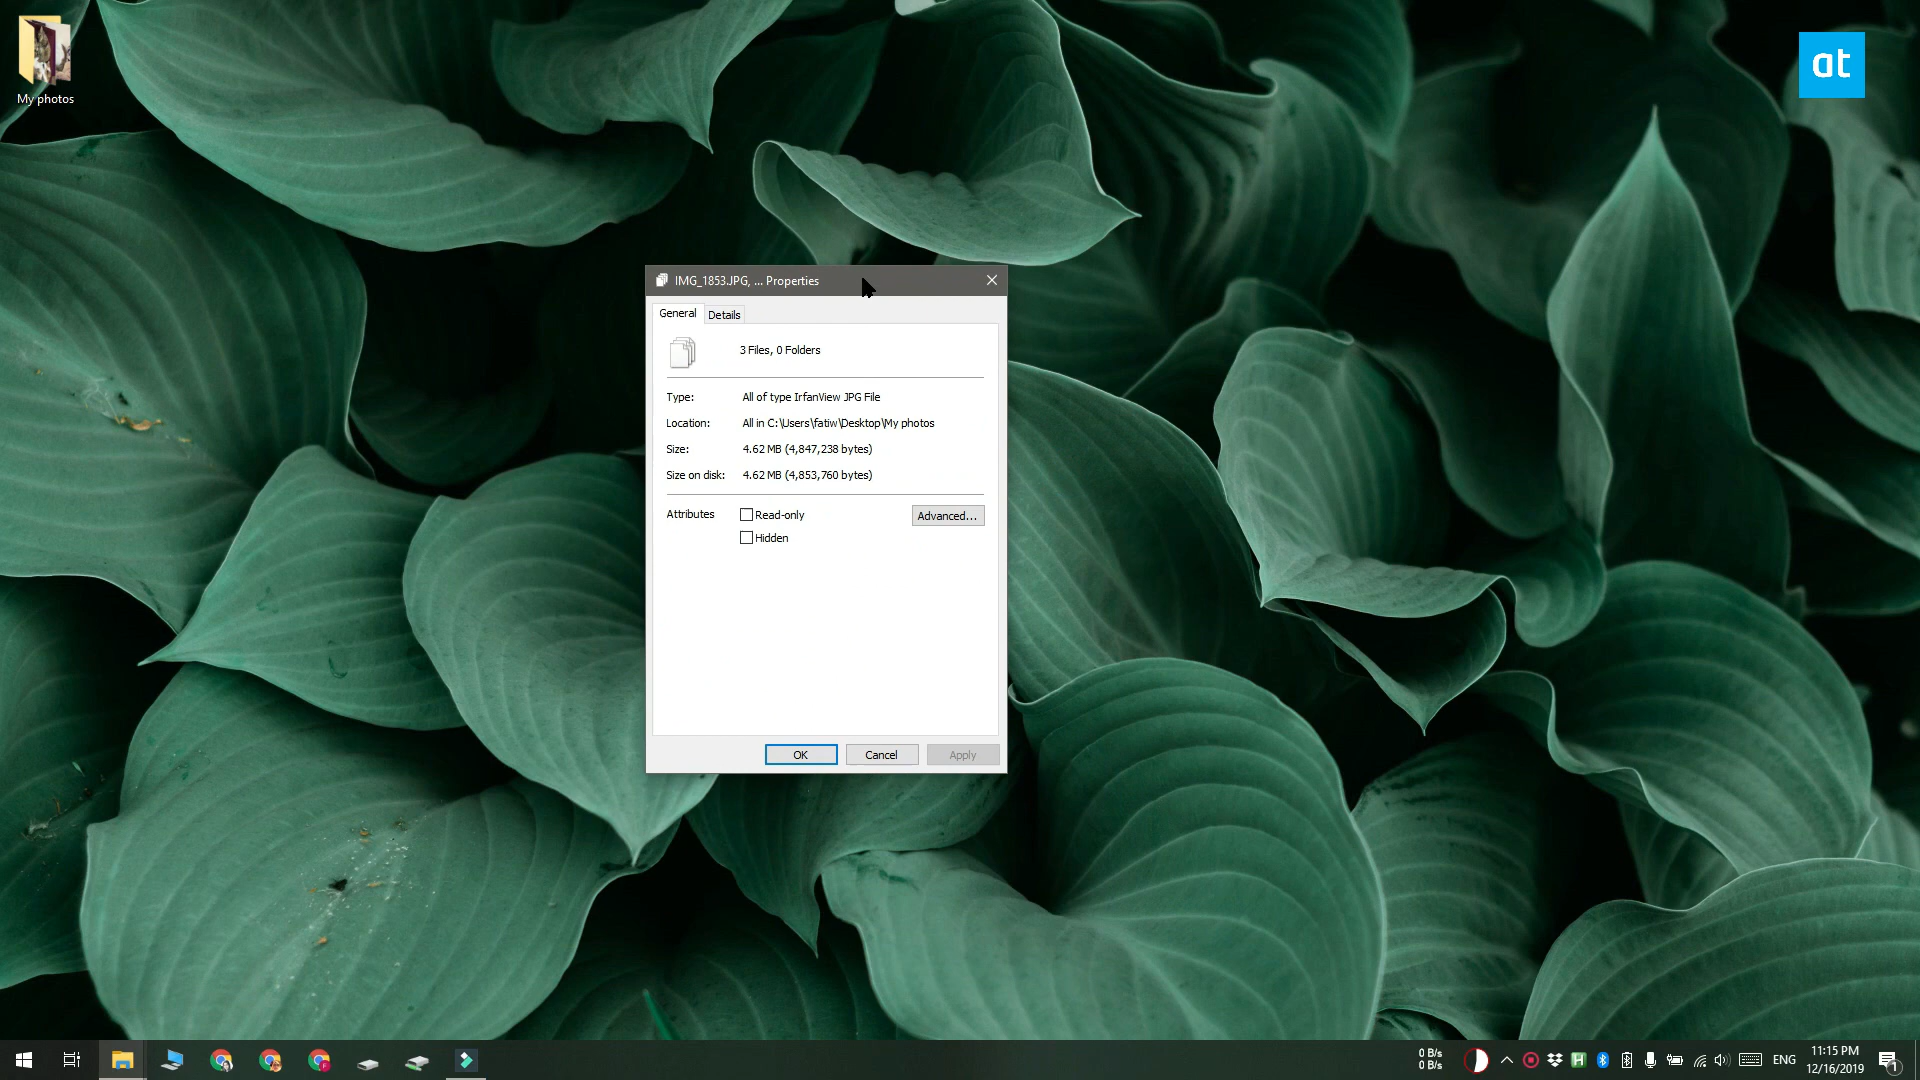 My photos
at
IMG_1853.JPG, ... Properties
General
Details
3 Files, 0 Folders
Type: All of type IrfanView JPG File
Location: All in C:\Users\fatiw\Desktop\My photos
Size: 4.62 MB (4,847,238 bytes)
Size on disk: 4.62 MB (4,853,760 bytes)
Attributes
Read-only
Advanced...
Hidden
OK
Cancel
Apply
0 B/s
0 B/s
H
ENG
11:15 PM
12/16/2019
1